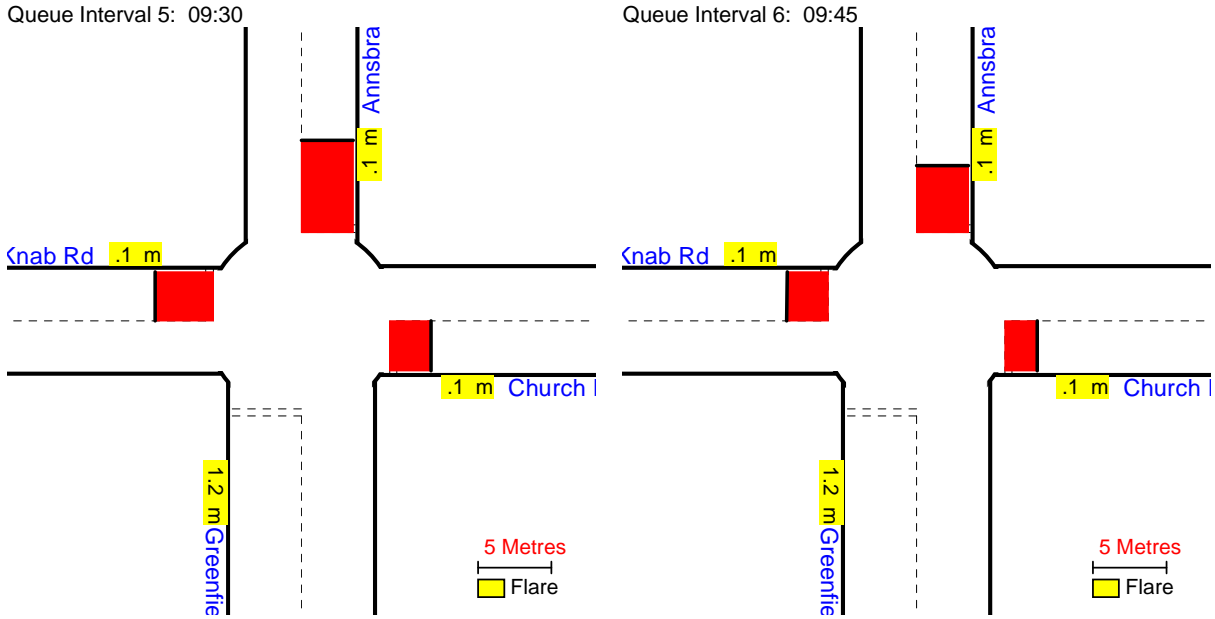 Queue Interval 5: 09:30
Annsbra
.1 m
Knab Rd .1 m
.1 m Church
1.2 m Greenfie
5 Metres
Flare
Queue Interval 6: 09:45
Annsbra
.1 m
Knab Rd .1 m
.1 m Church
1.2 m Greenfie
5 Metres
Flare